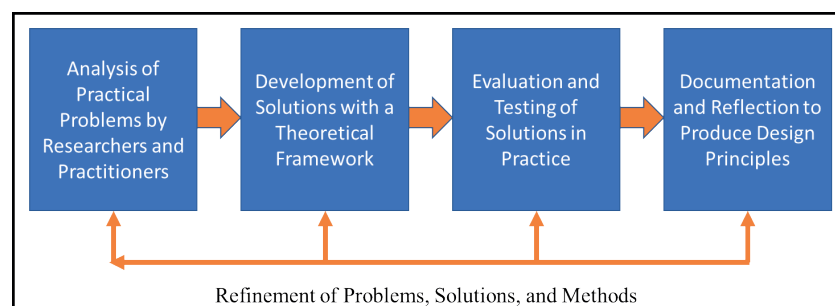 Analysis of
Practical
Problems by
Researchers and
Practitioners
Development of
Solutions with a
Theoretical
Framework
Evaluation and
Testing of
Solutions in
Practice
Documentation
and Reflection to
Produce Design
Principles
Refinement of Problems, Solutions, and Methods